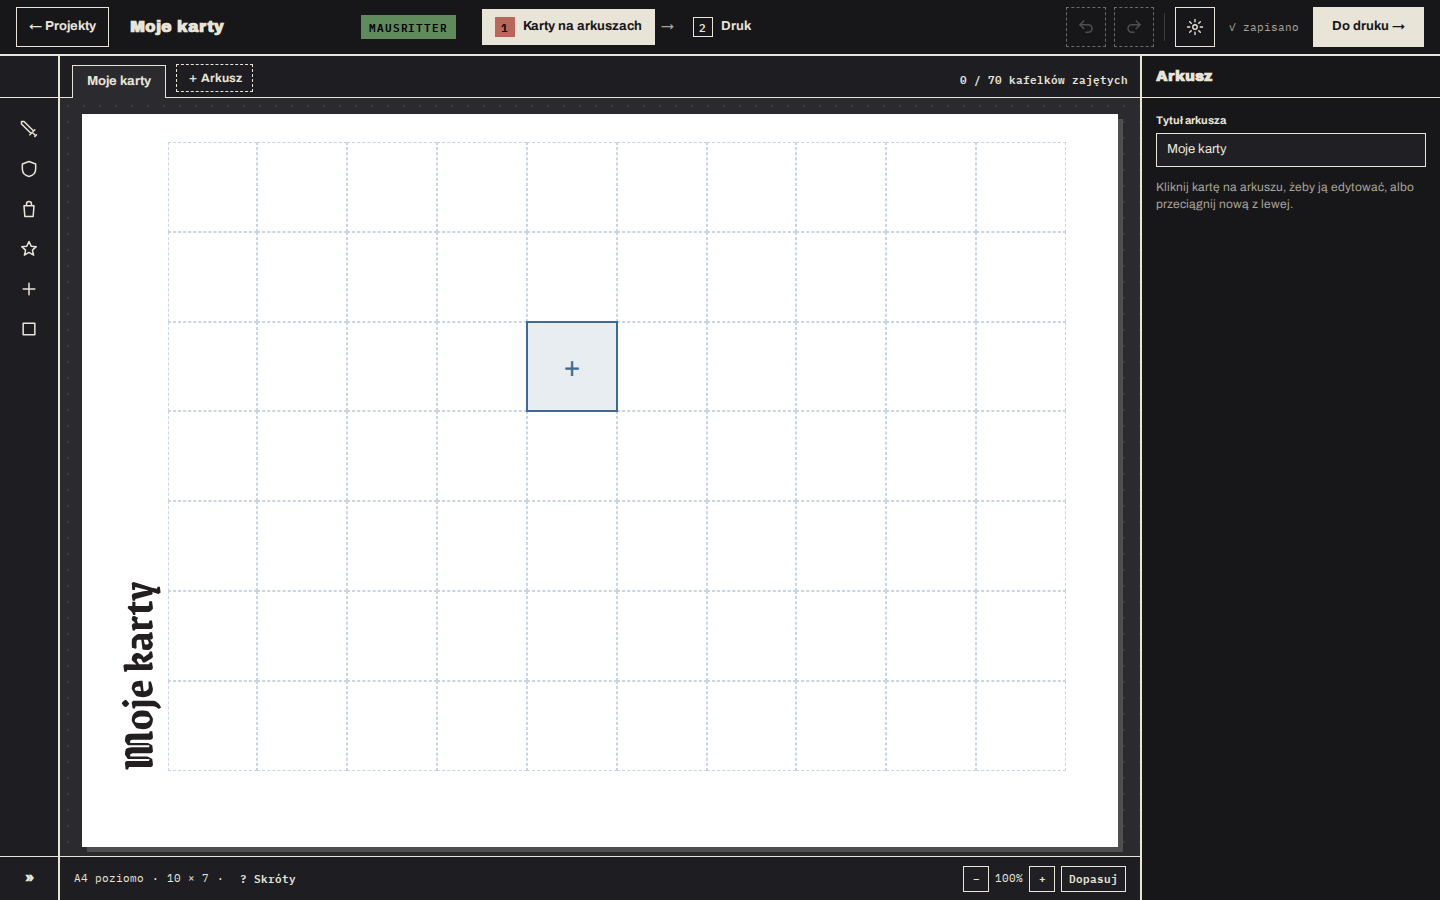 ← Projekty
Moje karty
MAUSRITTER
1 Karty na arkuszach →
2 Druk
√ zapisano
Do druku →
Moje karty
+ Arkusz
0 / 70 kafelków zajętych
Arkusz
Tytuł arkusza
Moje karty
Kliknij kartę na arkuszu, żeby ją edytować, albo
przeciągnij nową z lewej.
+
Moje karty
»
A4 poziomo · 10 × 7 ·
? Skróty
− 100% +
Dopasuj